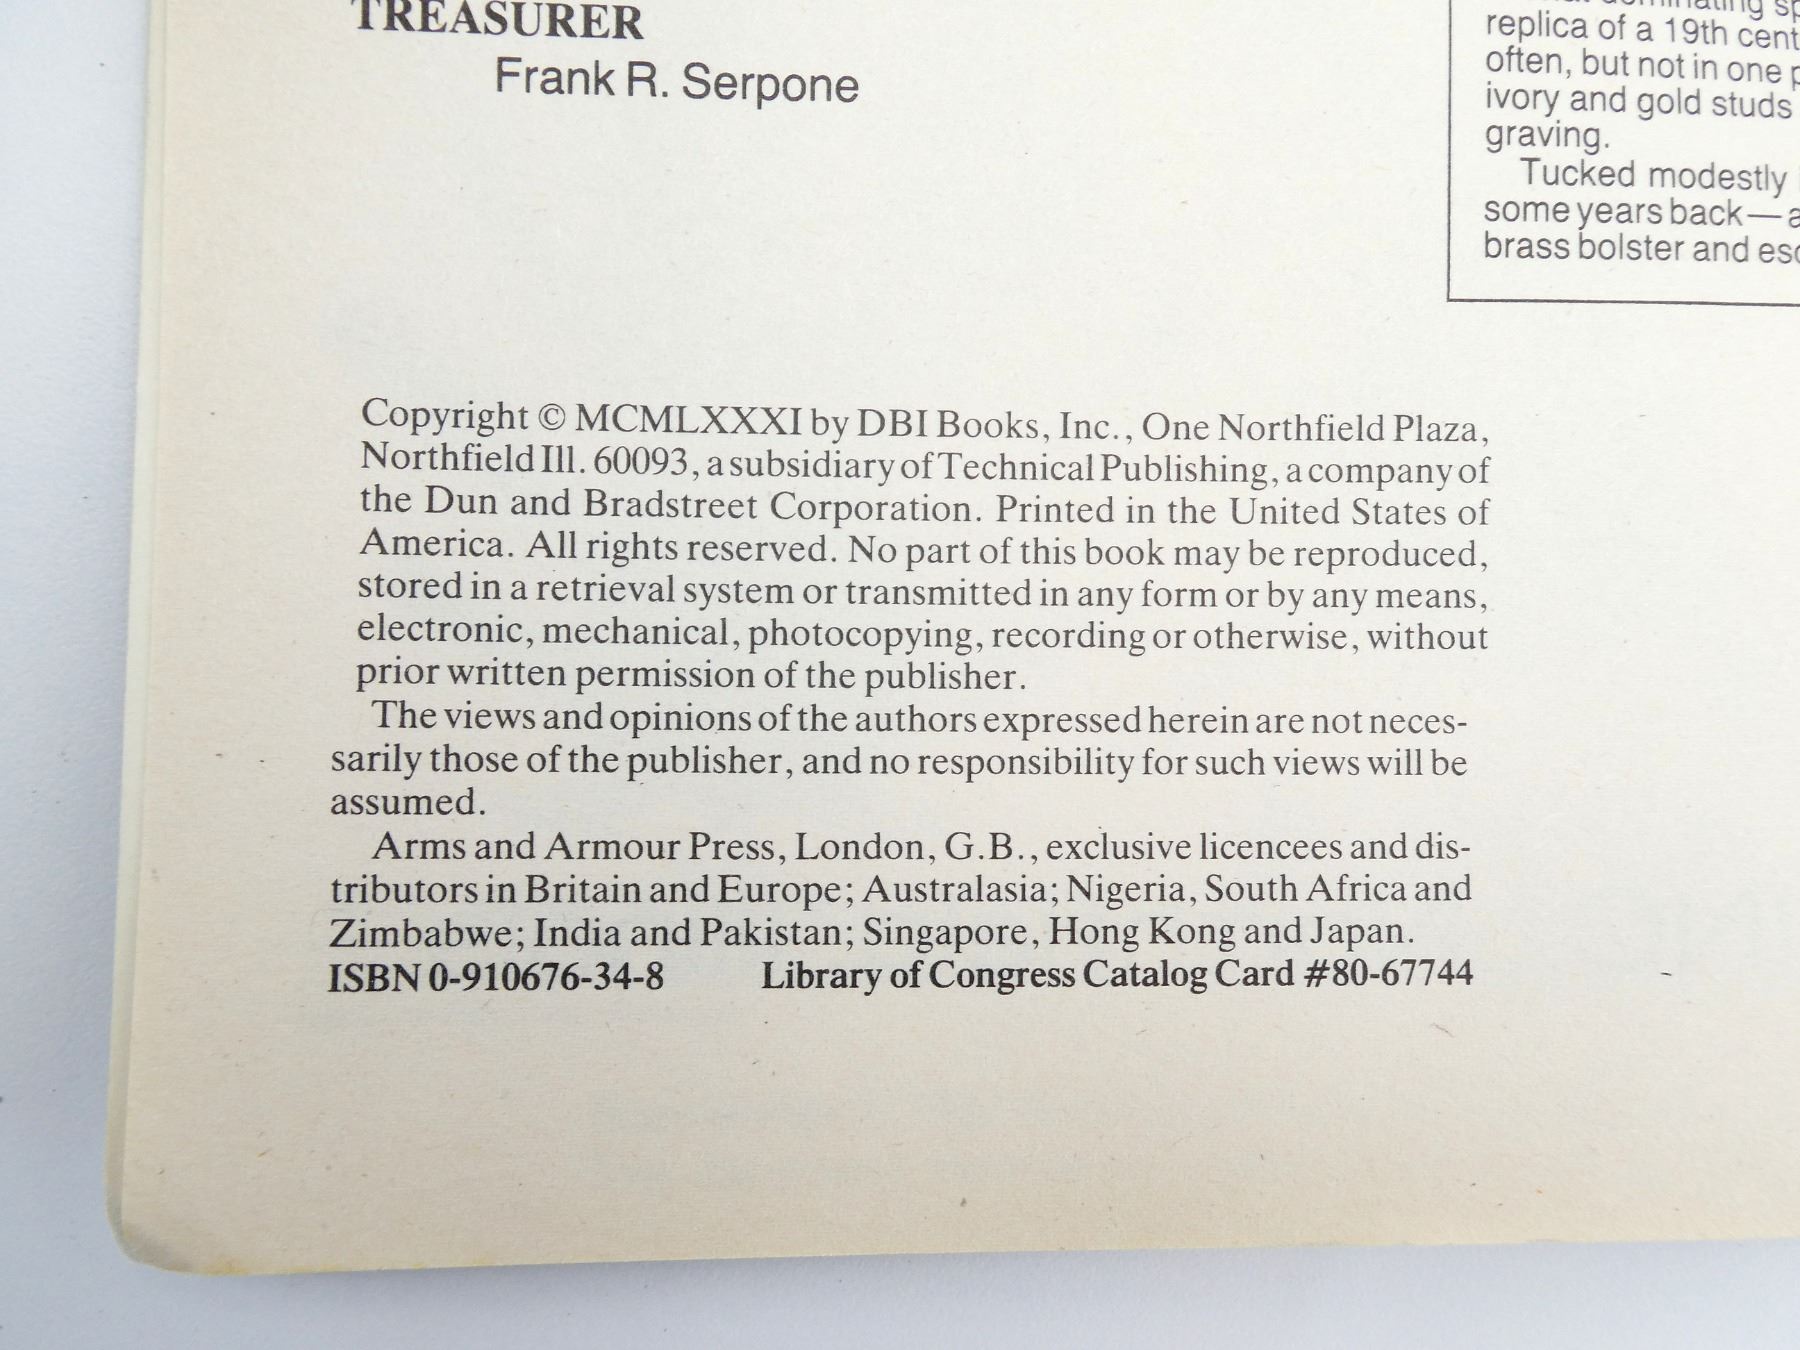 TREASURER
Frank R. Serpone
dominating
replica of a 19th
often, but not in one
ivory and gold studs
graving.
Tucked modestly
some years back—
brass bolster and
Copyright © MCMLXXXI by DBI Books, Inc., One Northfield Plaza,
Northfield Ill. 60093, a subsidiary of Technical Publishing, a company of
the Dun and Bradstreet Corporation. Printed in the United States of
America. All rights reserved. No part of this book may be reproduced,
stored in a retrieval system or transmitted in any form or by any means,
electronic, mechanical, photocopying, recording or otherwise, without
prior written permission of the publisher.
The views and opinions of the authors expressed herein are not neces-
sarily those of the publisher, and no responsibility for such views will be
assumed.
Arms and Armour Press, London, G.B., exclusive licencees and dis-
tributors in Britain and Europe; Australasia; Nigeria, South Africa and
Zimbabwe; India and Pakistan; Singapore, Hong Kong and Japan.
ISBN 0-910676-34-8 Library of Congress Catalog Card #80-67744